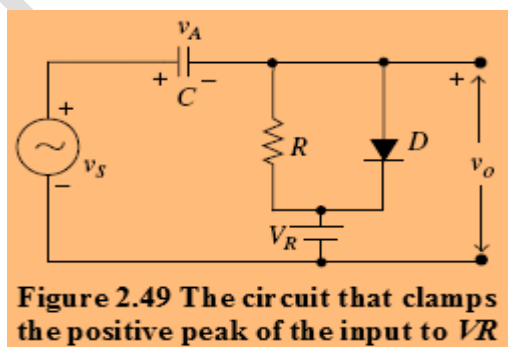 vA
+ −
C
+
vS
−
R
D
+
vo
VR
Figure 2.49 The circuit that clamps
the positive peak of the input to VR